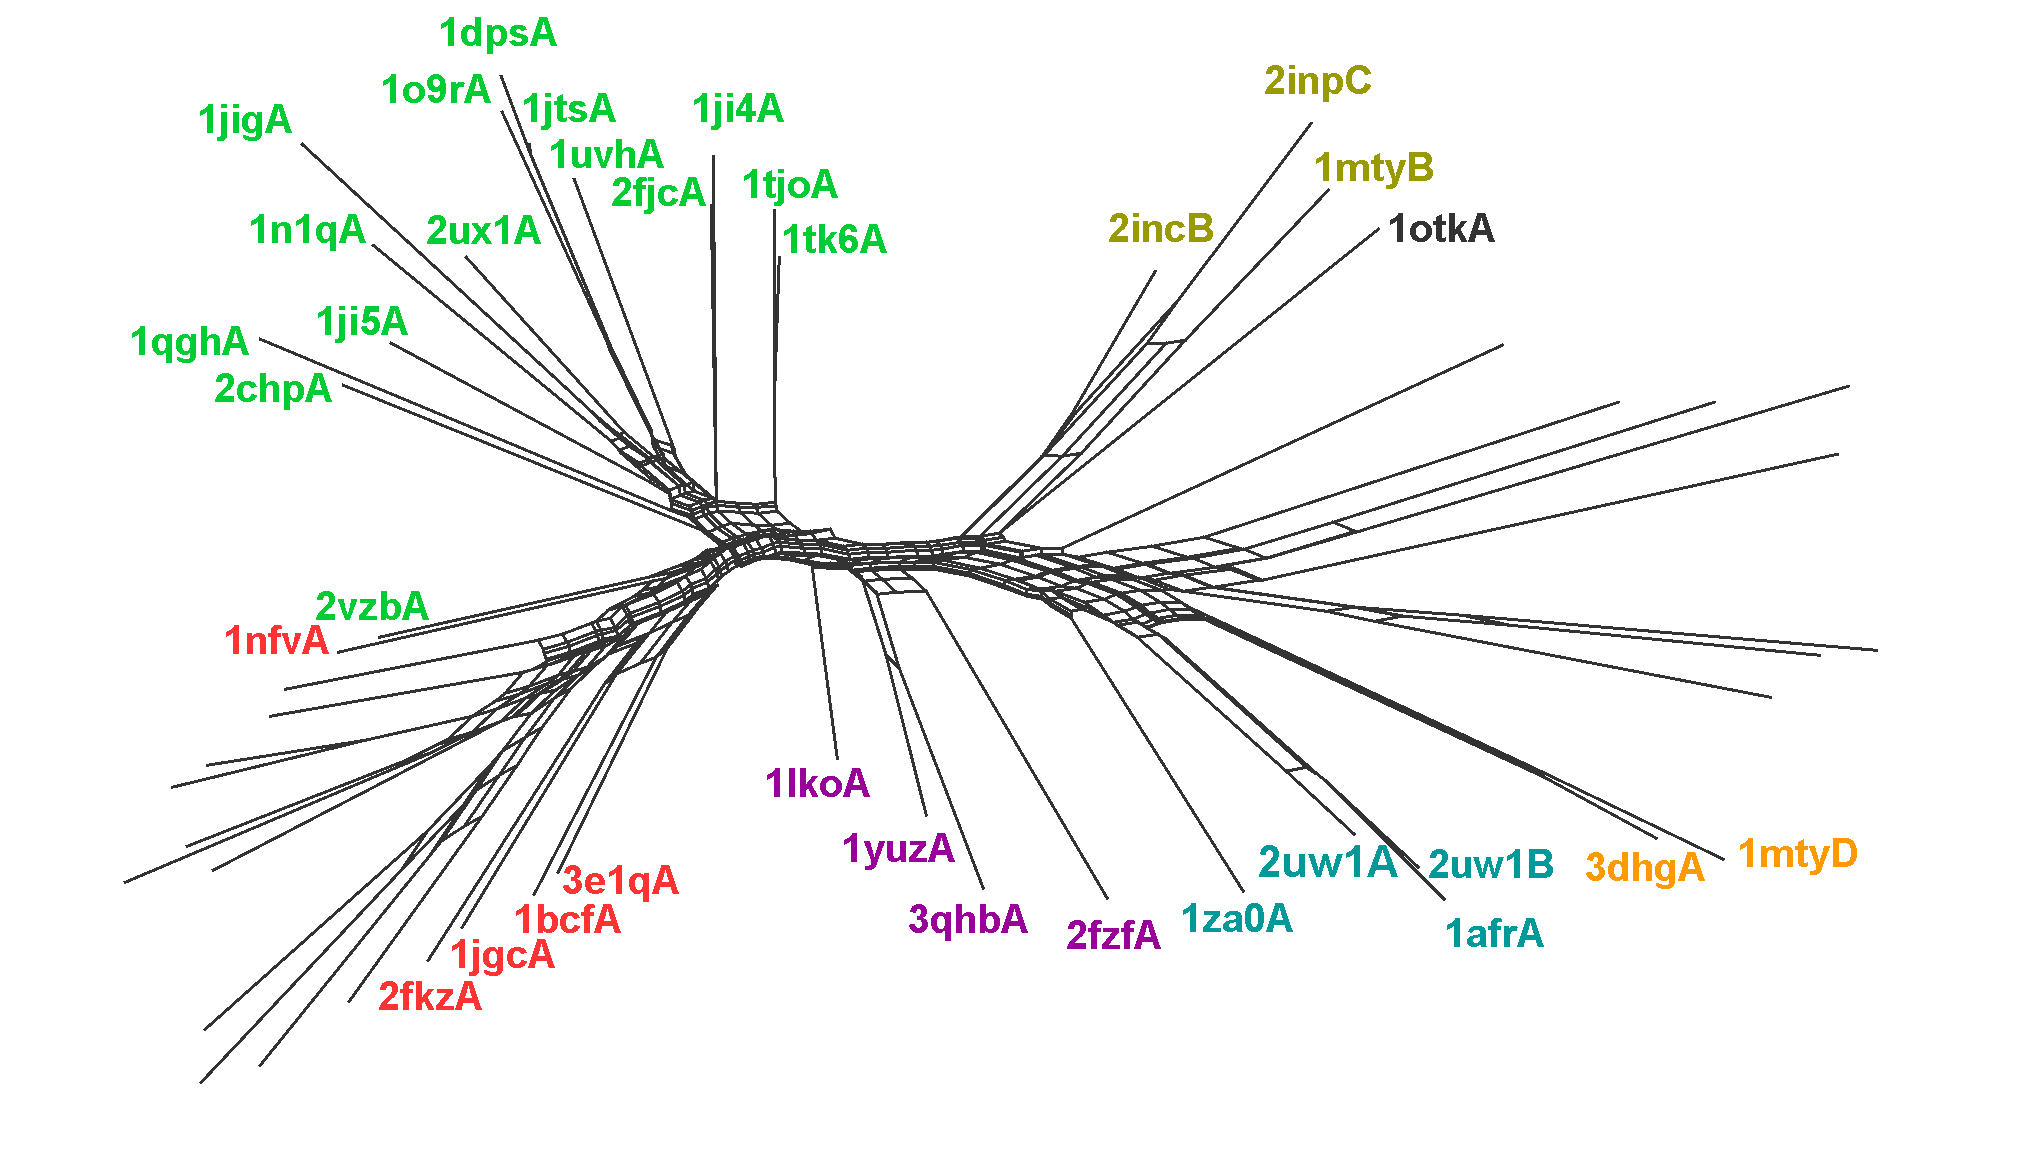 1dpsA
1o9rA
1jtsA
1ji4A
1jigA
1uvhA
2fjcA
1tjoA
1n1qA
2ux1A
1tk6A
1qghA
1ji5A
2chpA
2inpC
1mtyB
2incB
1otkA
2vzbA
1nfvA
1lkoA
1yuzA
3qhbA
2fzfA
1za0A
2uw1A
2uw1B
1afrA
3dhgA
1mtyD
3e1qA
1bcfA
1jgcA
2fkzA